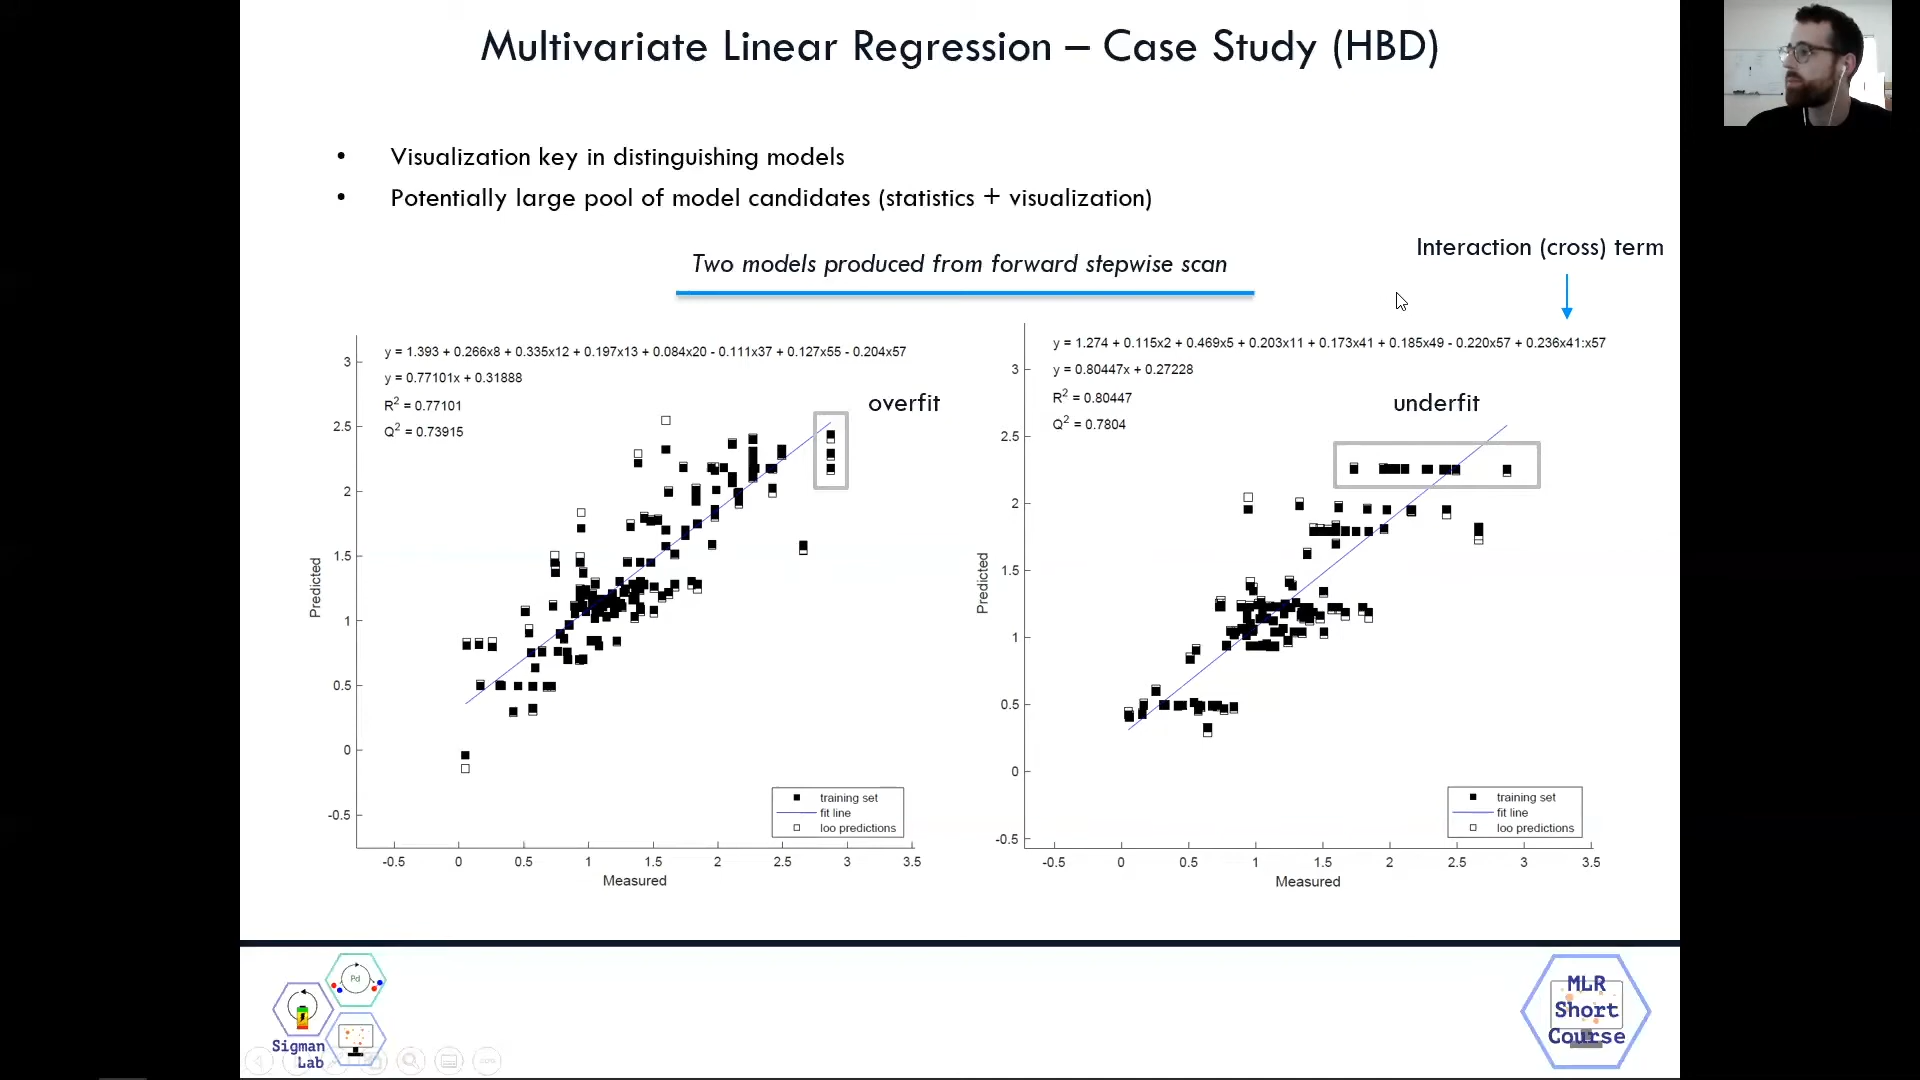 Multivariate Linear Regression – Case Study (HBD)
• Visualization key in distinguishing models
• Potentially large pool of model candidates (statistics + visualization)
Interaction (cross) term
Two models produced from forward stepwise scan
y = 1.393 + 0.266x8 + 0.335x12 + 0.197x13 + 0.084x20 - 0.111x37 + 0.127x55 - 0.204x57
y = 0.77101x + 0.31888
R² = 0.77101
Q² = 0.73915
overfit
3
2.5
2
1.5
1
0.5
0
-0.5
Predicted
training set
fit line
loo predictions
-0.5 0 0.5 1 1.5 2 2.5 3 3.5
Measured
y = 1.274 + 0.115x2 + 0.469x5 + 0.203x11 + 0.173x41 + 0.185x49 - 0.220x57 + 0.236x41:x57
y = 0.80447x + 0.27228
R² = 0.80447
Q² = 0.7804
underfit
3
2.5
2
1.5
1
0.5
0
-0.5
Predicted
training set
fit line
loo predictions
-0.5 0 0.5 1 1.5 2 2.5 3 3.5
Measured
Pd
Sigman
Lab
MLR
Short
Course